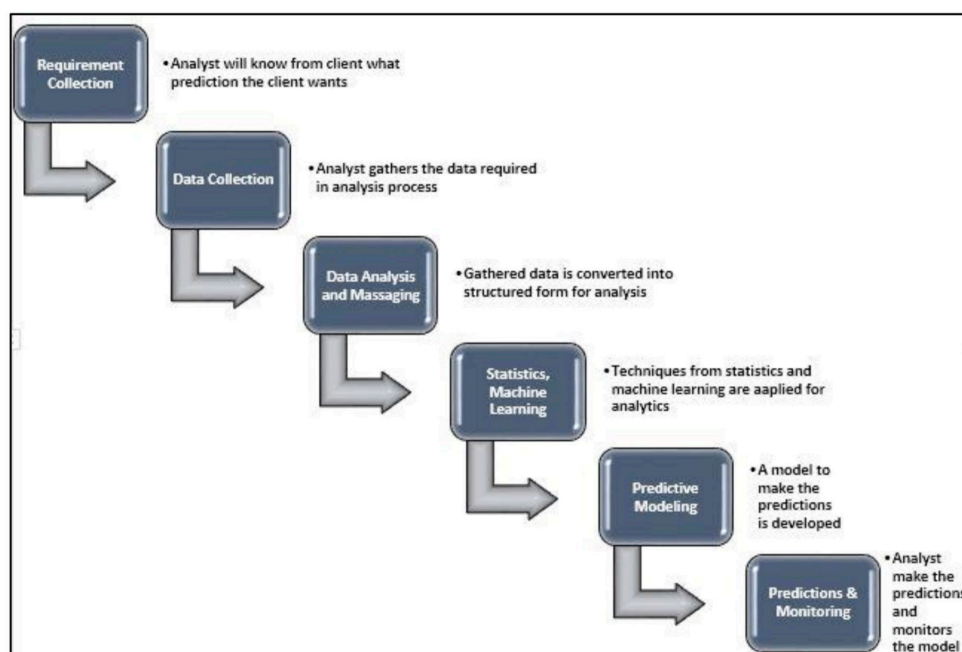 Requirement
Collection
•Analyst will know from client what
prediction the client wants
Data Collection
•Analyst gathers the data required
in analysis process
Data Analysis
and Massaging
•Gathered data is converted into
structured form for analysis
Statistics,
Machine
Learning
•Techniques from statistics and
machine learning are aaplied for
analytics
Predictive
Modeling
•A model to
make the
predictions
is developed
Predictions &
Monitoring
•Analyst
make the
predictions
and
monitors
the model